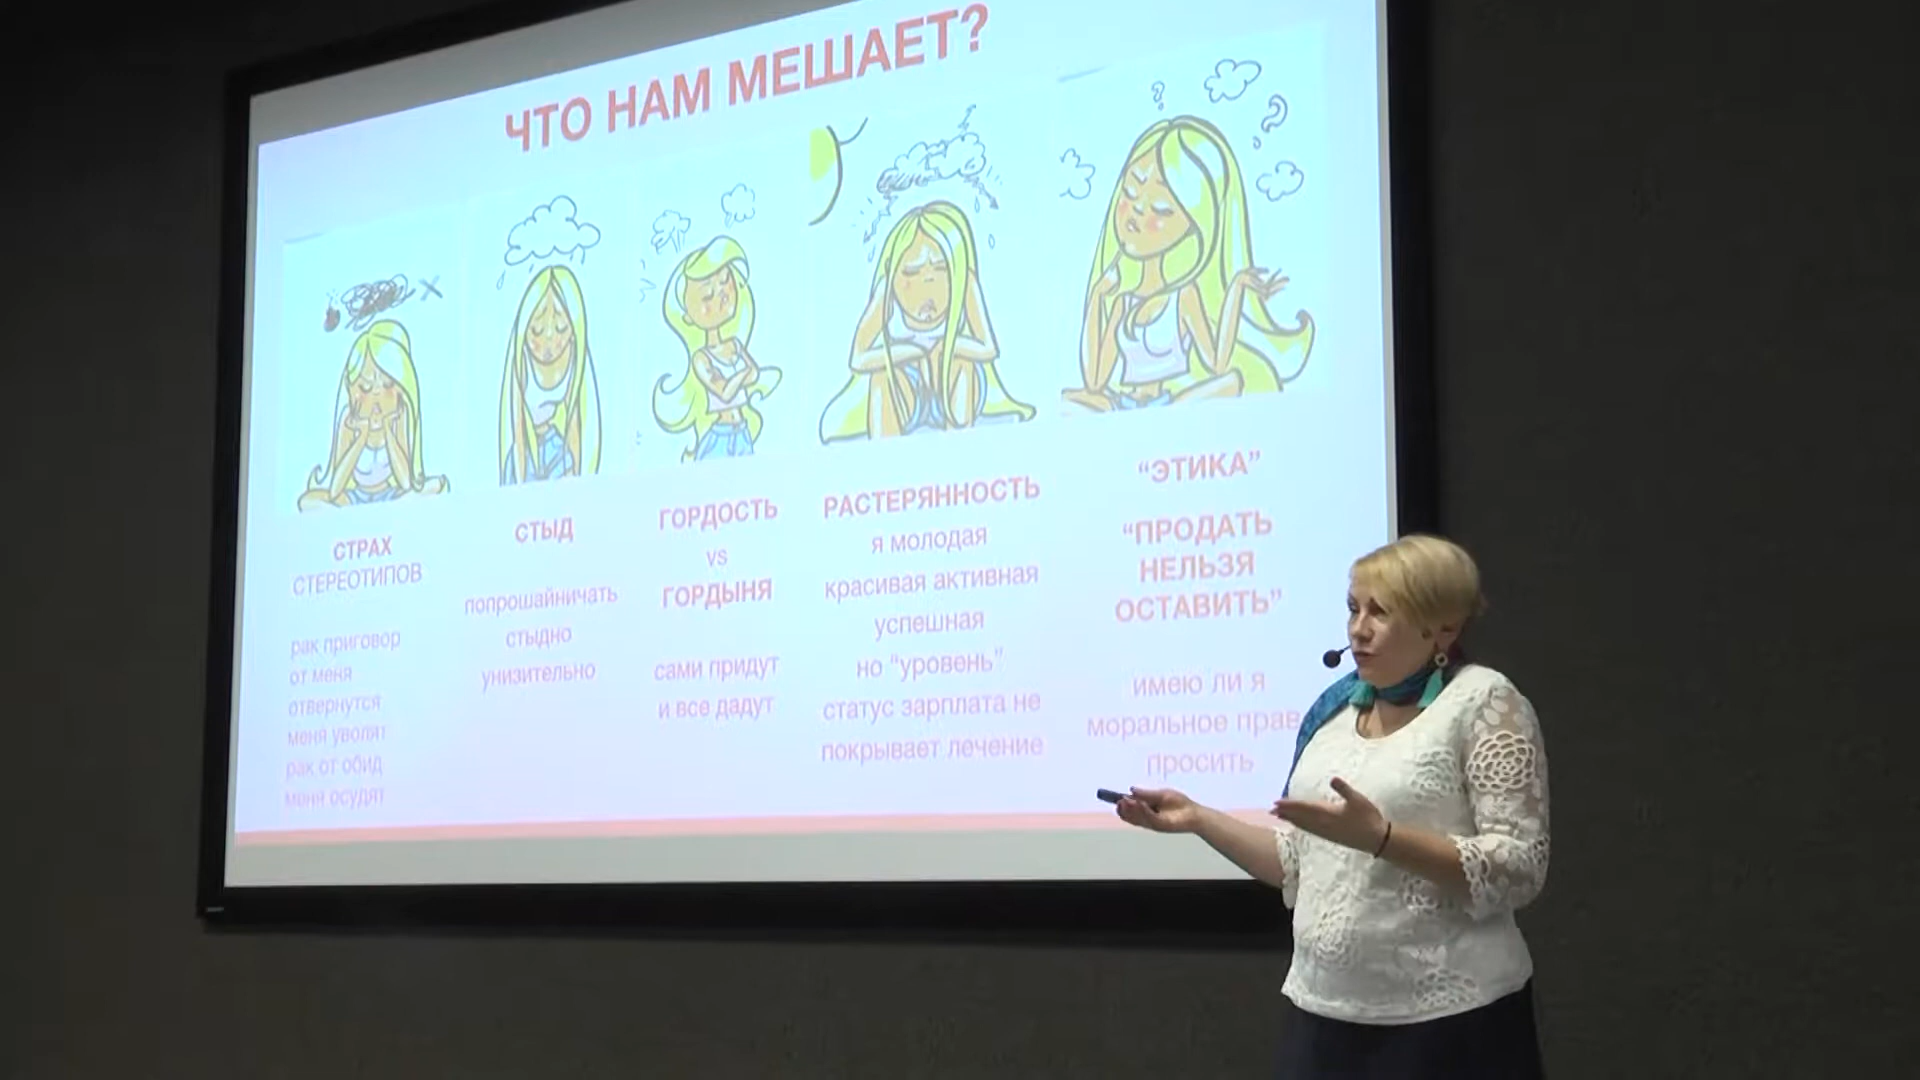 ЧТО НАМ МЕШАЕТ?
СТРАХ
СТЕРЕОТИПОВ
рак приговор
от меня
отвернутся
меня уволят
рак от обид
меня осудят
СТЫД
попрошайничать
стыдно
унизительно
ГОРДОСТЬ
vs
ГОРДЫНЯ
сами придут
и все дадут
РАСТЕРЯННОСТЬ
я молодая
красивая активная
успешная
но “уровень”
статус зарплата не
покрывает лечение
“ЭТИКА”
“ПРОДАТЬ
НЕЛЬЗЯ
ОСТАВИТЬ”
имею ли я
моральное прав
просить